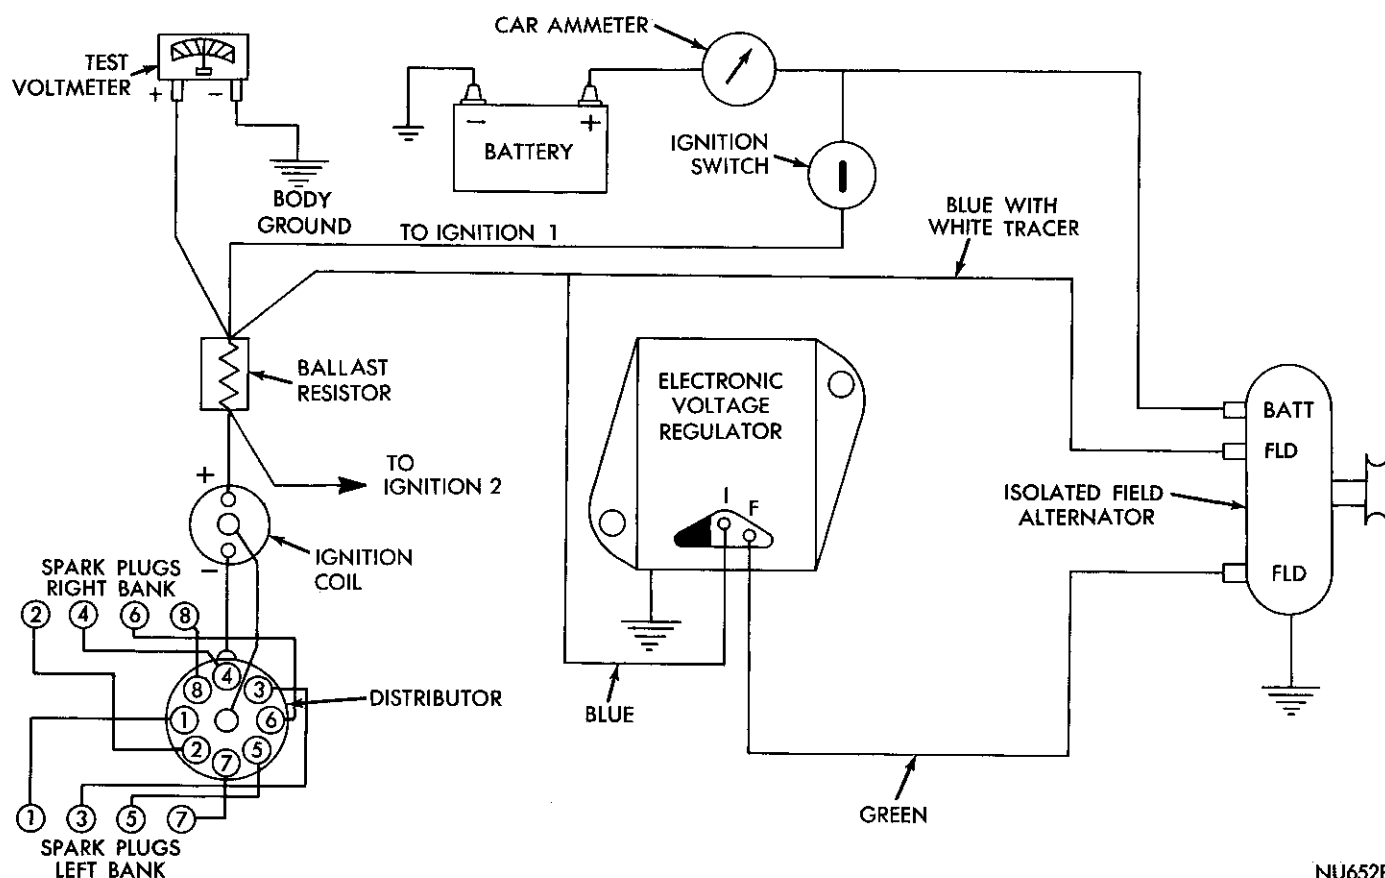 CAR AMMETER
TEST
VOLTMETER
+ −
− +
BATTERY
IGNITION
SWITCH
BODY
GROUND
TO IGNITION 1
BLUE WITH
WHITE TRACER
BALLAST
RESISTOR
ELECTRONIC
VOLTAGE
REGULATOR
BATT
FLD
TO
IGNITION 2
+
I F
ISOLATED FIELD
ALTERNATOR
IGNITION
COIL
−
FLD
SPARK PLUGS
RIGHT BANK
2 4 6 8
4
8 3
1 6
2 5
7
DISTRIBUTOR
BLUE
GREEN
1 3 5 7
SPARK PLUGS
LEFT BANK